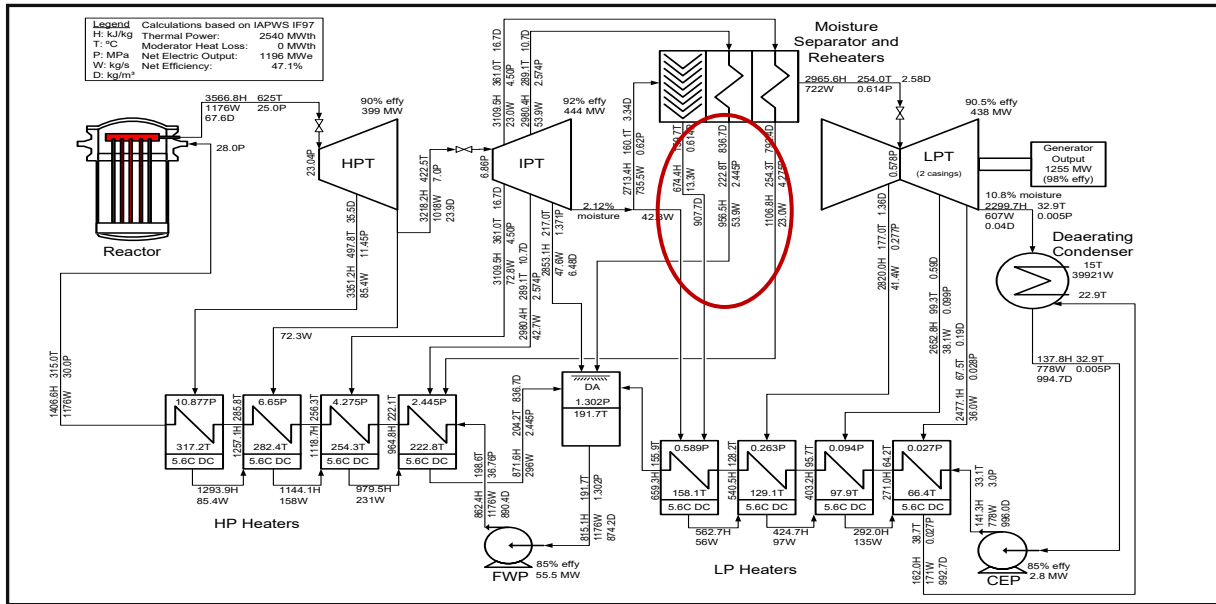 Legend Calculations based on IAPWS IF97
H: kJ/kg Thermal Power: 2540 MWth
T: ºC Moderator Heat Loss: 0 MWth
P: MPa Net Electric Output: 1196 MWe
W: kg/s Net Efficiency: 47.1%
D: kg/m³
3566.8H 625T
1176W 25.0P
67.6D
28.0P
Reactor
90% effy
399 MW
HPT
23.04P
3218.2H 422.5T
1018W 7.0P
23.9D
3351.2H 497.8T 35.5D
85.4W 11.45P
72.3W
92% effy
444 MW
IPT
6.86P
3109.5H 361.0T 16.7D
23.0W 4.50P
2980.4H 289.1T 10.7D
53.9W 2.574P
3109.5H 361.0T 16.7D
72.8W 4.50P
2980.4H 289.1T 10.7D
42.7W 2.574P
2853.1H 217.0T 1.371P
47.6W 6.48D
2.12%
moisture
2713.4H 160.1T 3.34D
735.5W 0.62P
Moisture
Separator and
Reheaters
674.4H
13.3W 0.614P
907.7D
956.5H 222.8T 836.7D
53.9W 2.445P
1106.8H 254.3T
23.0W 4.275P
2965.6H 254.0T 2.58D
722W 0.614P
90.5% effy
438 MW
LPT
(2 casings)
0.578P
Generator
Output
1255 MW
(98% effy)
10.8% moisture
2299.7H 32.9T
607W 0.005P
0.04D
Deaerating
Condenser
15T
39921W
22.9T
137.8H 32.9T
778W 0.005P
994.7D
2820.0H 177.0T 1.36D
41.4W 0.277P
2652.8H 99.3T 0.59D
38.1W 0.099P
2477.1H 67.5T 0.19D
36.0W 0.028P
1406.6H 315.0T
1176W 30.0P
10.877P
317.2T
5.6C DC
1257.1H 285.8T
6.65P
282.4T
5.6C DC
1118.7H 256.3T
4.275P
254.3T
5.6C DC
964.8H 222.1T
2.445P
222.8T
5.6C DC
1293.9H
85.4W
1144.1H
158W
979.5H
231W
HP Heaters
862.4H 198.6T
1176W 36.76P
890.4D
871.6H 204.2T 836.7D
296W 2.445P
DA
1.302P
191.7T
815.1H 191.7T
1176W 1.302P
874.2D
FWP
85% effy
55.5 MW
659.3H 155.9T
0.589P
158.1T
5.6C DC
540.5H 128.2T
0.263P
129.1T
5.6C DC
403.2H 95.7T
0.094P
97.9T
5.6C DC
271.0H 64.2T
0.027P
66.4T
5.6C DC
562.7H
56W
424.7H
97W
292.0H
135W
LP Heaters
162.0H 38.7T 0.027P
171W
992.7D
141.3H 33.1T
778W 3.0P
996.0D
CEP
85% effy
2.8 MW